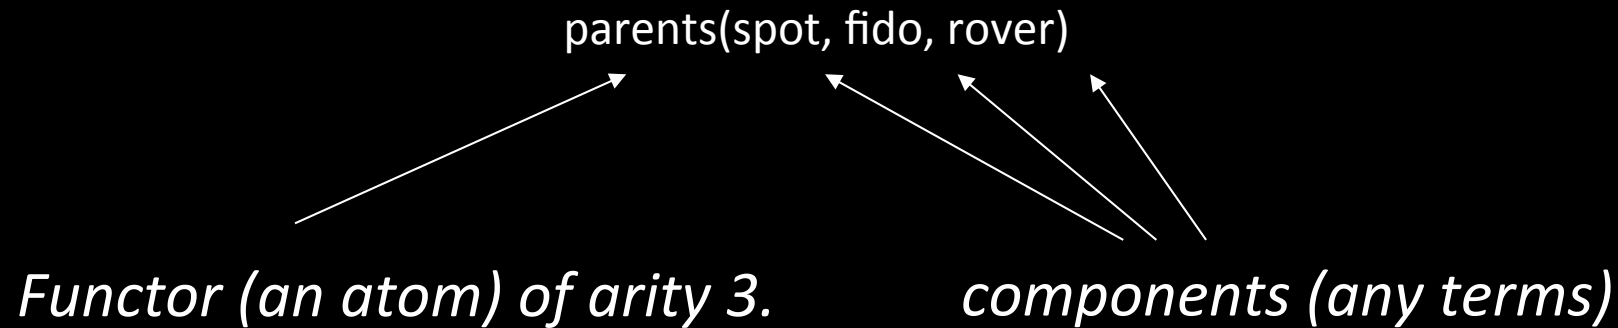 parents(spot, fido, rover)
Functor (an atom) of arity 3.
components (any terms)